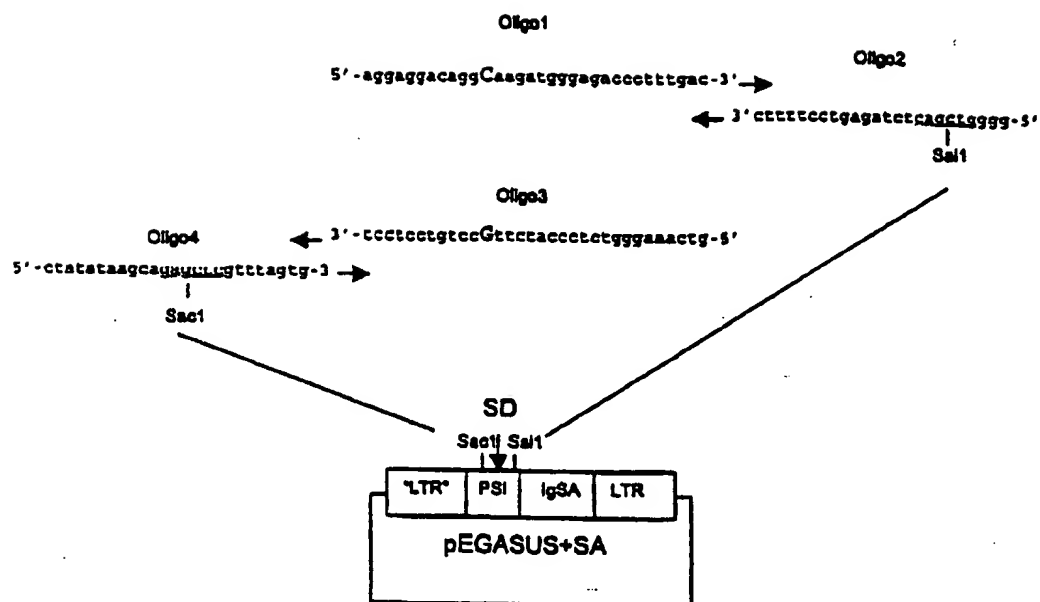 Oligo1
5'-aggaggacaggCaagatgggagaccctttgac-3'
Oligo2
3'cttttcctgagatctcagctgggg-5'
Sal1
Oligo3
3'-tcctcctgtccGttctaccctctgggaaactg-5'
Oligo4
5'-ctatataagcagagctcgtttagtg-3
Sac1
SD
Sac1 Sal1
"LTR" PSI IgSA LTR
pEGASUS+SA